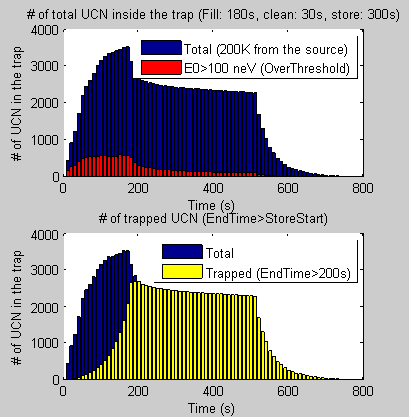 # of total UCN inside the trap (Fill: 180s, clean: 30s, store: 300s)
4000
3000
2000
1000
0
# of UCN in the trap
Total (200K from the source)
E0>100 neV (OverThreshold)
0 200 400 600 800
Time (s)
# of trapped UCN (EndTime>StoreStart)
4000
3000
2000
1000
0
# of UCN in the trap
Total
Trapped (EndTime>200s)
0 200 400 600 800
Time (s)